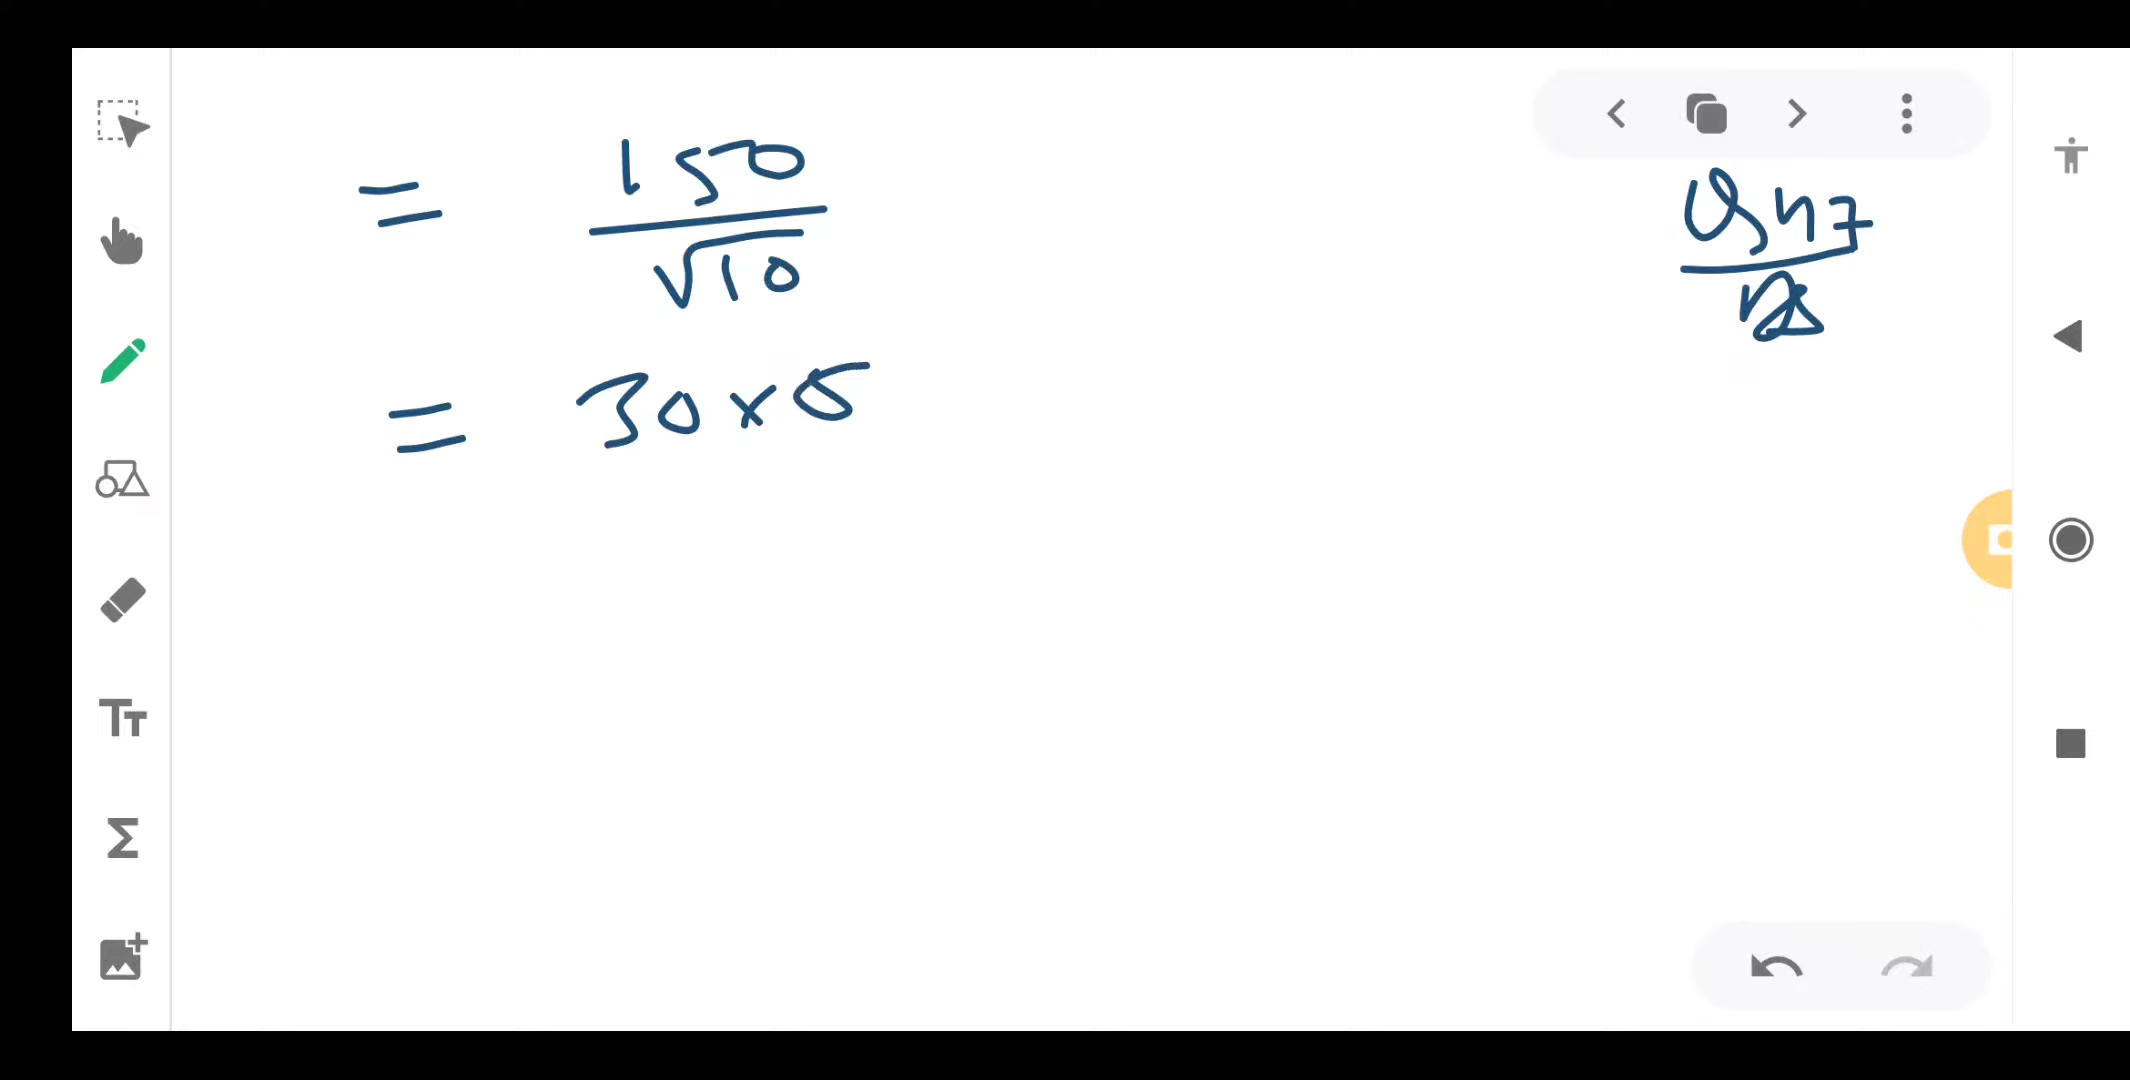 = 150
√10
= 30×5